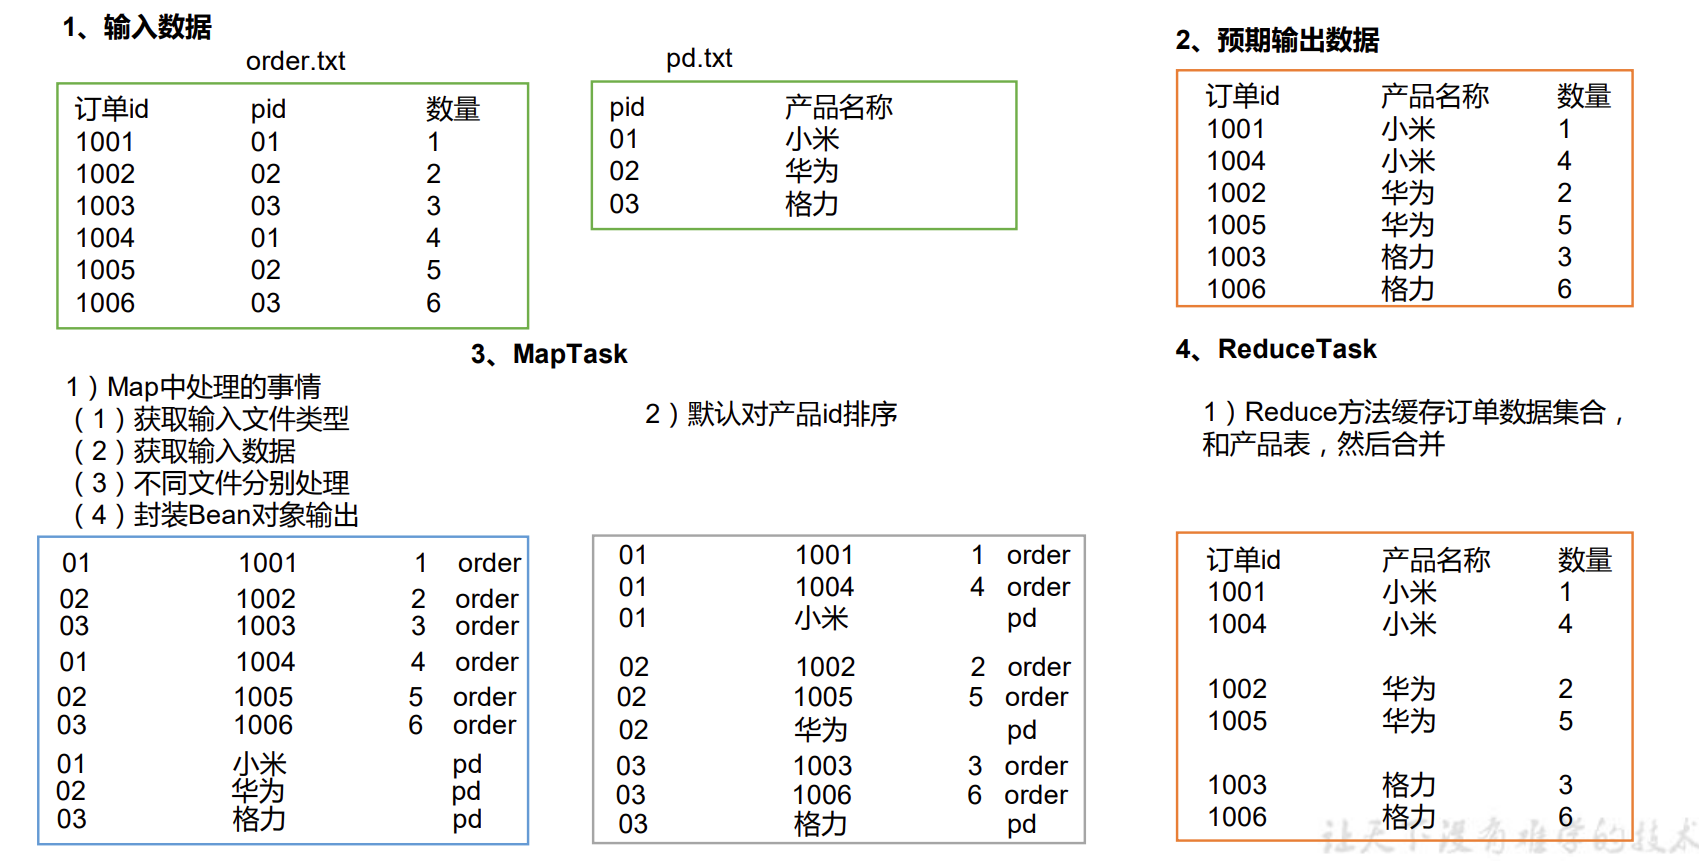 1、输入数据
order.txt
订单id pid 数量
1001 01 1
1002 02 2
1003 03 3
1004 01 4
1005 02 5
1006 03 6
pd.txt
pid 产品名称
01 小米
02 华为
03 格力
2、预期输出数据
订单id 产品名称 数量
1001 小米 1
1004 小米 4
1002 华为 2
1005 华为 5
1003 格力 3
1006 格力 6
3、MapTask
1）Map中处理的事情
（1）获取输入文件类型
（2）获取输入数据
（3）不同文件分别处理
（4）封装Bean对象输出
01 1001 1 order
02 1002 2 order
03 1003 3 order
01 1004 4 order
02 1005 5 order
03 1006 6 order
01 小米 pd
02 华为 pd
03 格力 pd
2）默认对产品id排序
01 1001 1 order
01 1004 4 order
01 小米 pd
02 1002 2 order
02 1005 5 order
02 华为 pd
03 1003 3 order
03 1006 6 order
03 格力 pd
4、ReduceTask
1）Reduce方法缓存订单数据集合，
和产品表，然后合并
订单id 产品名称 数量
1001 小米 1
1004 小米 4
1002 华为 2
1005 华为 5
1003 格力 3
1006 格力 6
让天下没有难学的技术